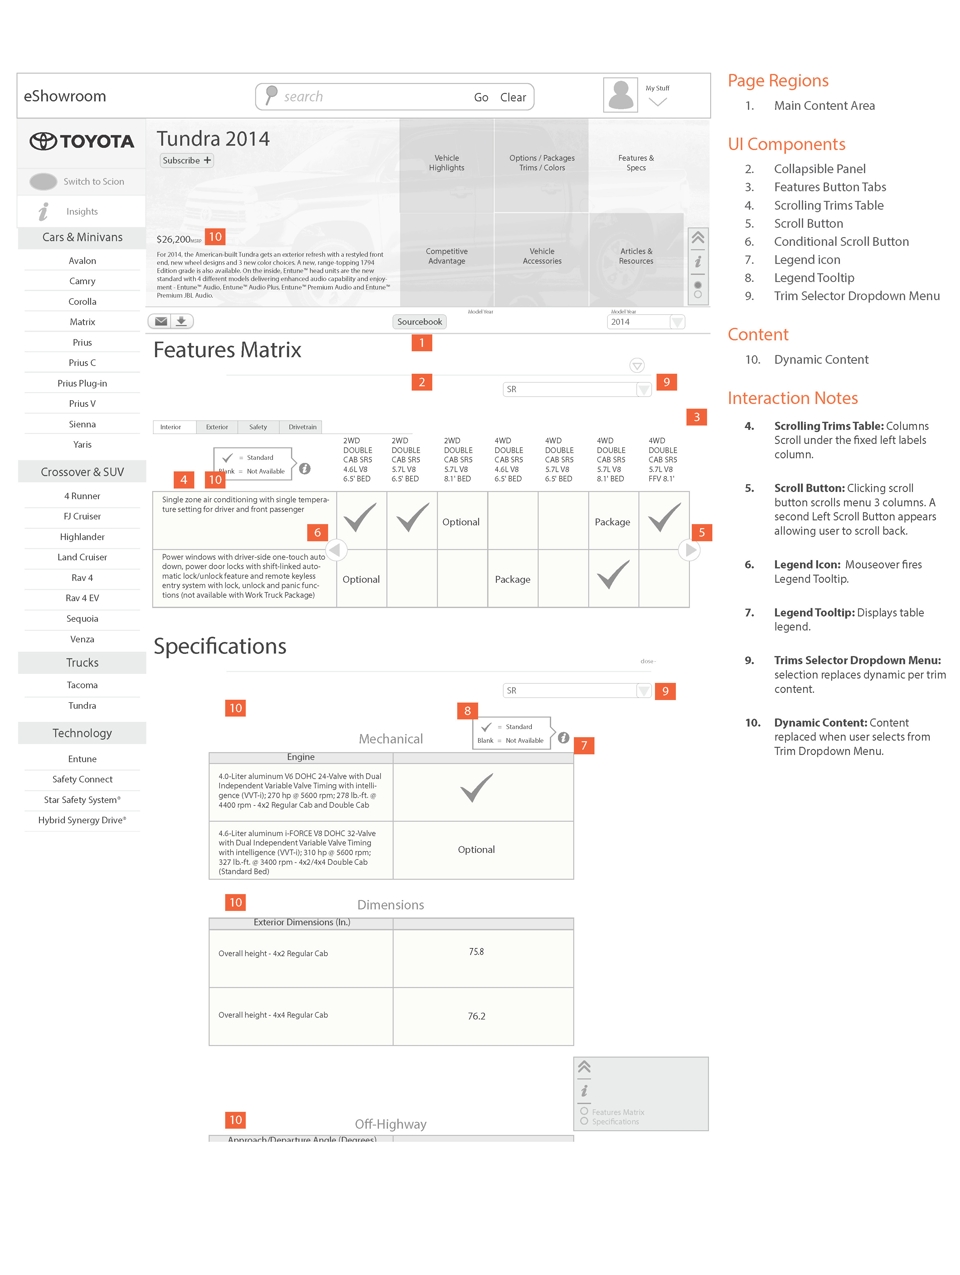 eShowroom
search
Go Clear
My Stuff
TOYOTA
Switch to Scion
Insights
Cars & Minivans
Avalon
Camry
Corolla
Matrix
Prius
Prius C
Prius Plug-in
Prius V
Sienna
Yaris
Crossover & SUV
4 Runner
FJ Cruiser
Highlander
Land Cruiser
Rav 4
Rav 4 EV
Sequoia
Venza
Trucks
Tacoma
Tundra
Technology
Entune
Safety Connect
Star Safety System®
Hybrid Synergy Drive®
Tundra 2014
Subscribe +
$26,200 MSRP
10
For 2014, the American-built Tundra gets an exterior refresh with a restyled front
end, new wheel designs and 3 new color choices. A new, range-topping 1794
Edition grade is also available. On the inside, Entune™ head units are the new
standard with 4 different models delivering enhanced audio capability and enjoy-
ment - Entune™ Audio, Entune™ Audio Plus, Entune™ Premium Audio and Entune™
Premium JBL Audio.
Vehicle
Highlights
Options / Packages
Trims / Colors
Features &
Specs
Competitive
Advantage
Vehicle
Accessories
Articles &
Resources
i
Sourcebook
Model Year
Model Year
2014
1
Features Matrix
2
SR
9
3
Interior
Exterior
Safety
Drivetrain
= Standard
Blank = Not Available
i
4
10
2WD
DOUBLE
CAB SRS
4.6L V8
6.5' BED
2WD
DOUBLE
CAB SRS
5.7L V8
6.5' BED
2WD
DOUBLE
CAB SRS
5.7L V8
8.1' BED
4WD
DOUBLE
CAB SRS
4.6L V8
6.5' BED
4WD
DOUBLE
CAB SRS
5.7L V8
6.5' BED
4WD
DOUBLE
CAB SRS
5.7L V8
8.1' BED
4WD
DOUBLE
CAB SRS
5.7L V8
FFV 8.1'
Single zone air conditioning with single tempera-
ture setting for driver and front passenger
Optional
Package
6
5
Power windows with driver-side one-touch auto
down, power door locks with shift-linked auto-
matic lock/unlock feature and remote keyless
entry system with lock, unlock and panic func-
tions (not available with Work Truck Package)
Optional
Package
Specifications
close -
SR
9
10
8
= Standard
Blank = Not Available
i
7
Mechanical
Engine
4.0-Liter aluminum V6 DOHC 24-Valve with Dual
Independent Variable Valve Timing with intelli-
gence (VVT-i); 270 hp @ 5600 rpm; 278 lb.-ft. @
4400 rpm - 4x2 Regular Cab and Double Cab
4.6-Liter aluminum i-FORCE V8 DOHC 32-Valve
with Dual Independent Variable Valve Timing
with intelligence (VVT-i); 310 hp @ 5600 rpm;
327 lb.-ft. @ 3400 rpm - 4x2/4x4 Double Cab
(Standard Bed)
Optional
10
Dimensions
Exterior Dimensions (In.)
Overall height - 4x2 Regular Cab
75.8
Overall height - 4x4 Regular Cab
76.2
i
Features Matrix
Specifications
10
Off-Highway
Approach/Departure Angle (Degrees)
Page Regions
1. Main Content Area
UI Components
2. Collapsible Panel
3. Features Button Tabs
4. Scrolling Trims Table
5. Scroll Button
6. Conditional Scroll Button
7. Legend icon
8. Legend Tooltip
9. Trim Selector Dropdown Menu
Content
10. Dynamic Content
Interaction Notes
4. Scrolling Trims Table: Columns
Scroll under the fixed left labels
column.
5. Scroll Button: Clicking scroll
button scrolls menu 3 columns. A
second Left Scroll Button appears
allowing user to scroll back.
6. Legend Icon: Mouseover fires
Legend Tooltip.
7. Legend Tooltip: Displays table
legend.
9. Trims Selector Dropdown Menu:
selection replaces dynamic per trim
content.
10. Dynamic Content: Content
replaced when user selects from
Trim Dropdown Menu.